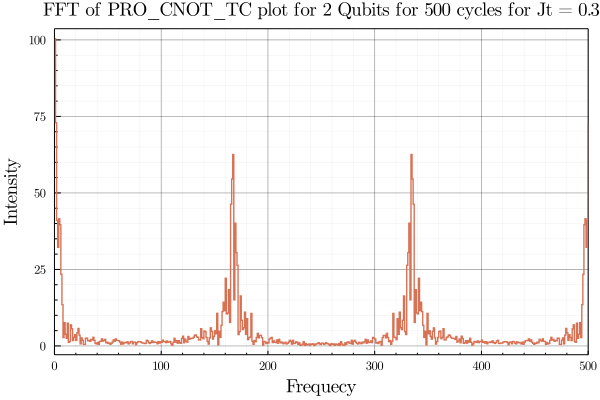 FFT of PRO_CNOT_TC plot for 2 Qubits for 500 cycles for Jt = 0.3
100
75
50
25
0
Intensity
0 100 200 300 400 500
Frequecy